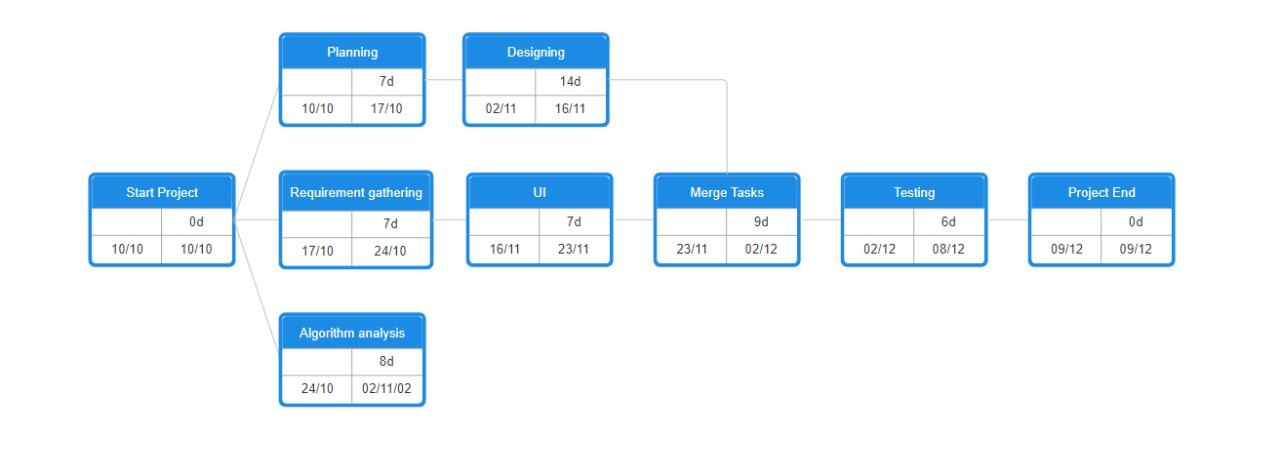 Planning
7d
10/10 17/10
Designing
14d
02/11 16/11
Start Project
0d
10/10 10/10
Requirement gathering
7d
17/10 24/10
UI
7d
16/11 23/11
Merge Tasks
9d
23/11 02/12
Testing
6d
02/12 08/12
Project End
0d
09/12 09/12
Algorithm analysis
8d
24/10 02/11/02